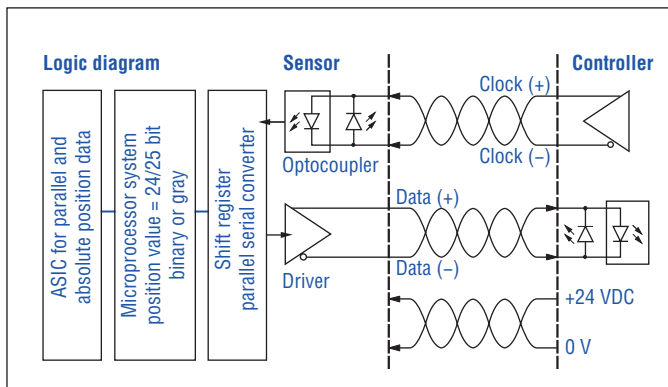 Logic diagram
Sensor
Controller
ASIC for parallel and
absolute position data
Microprocessor system
position value = 24/25 bit
binary or gray
Shift register
parallel serial converter
Optocoupler
Clock (+)
Clock (−)
Driver
Data (+)
Data (−)
+24 VDC
0 V